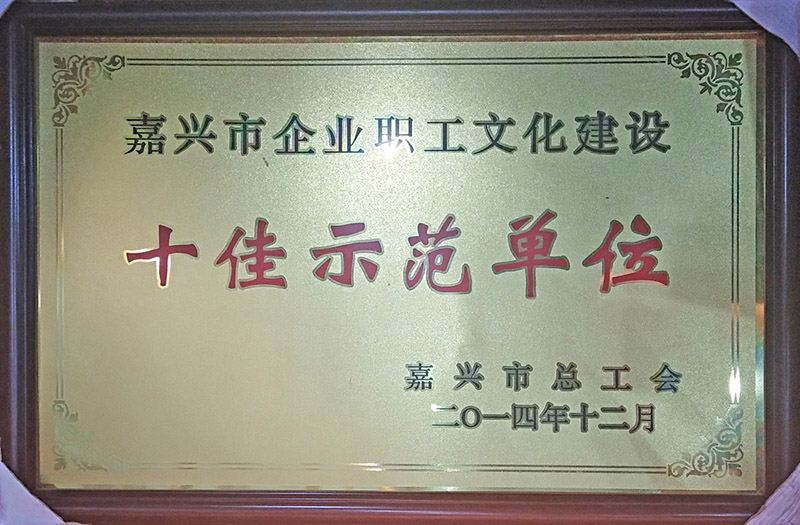 嘉兴市企业职工文化建设
十佳示范单位
嘉兴市总工会
二〇一四年十二月